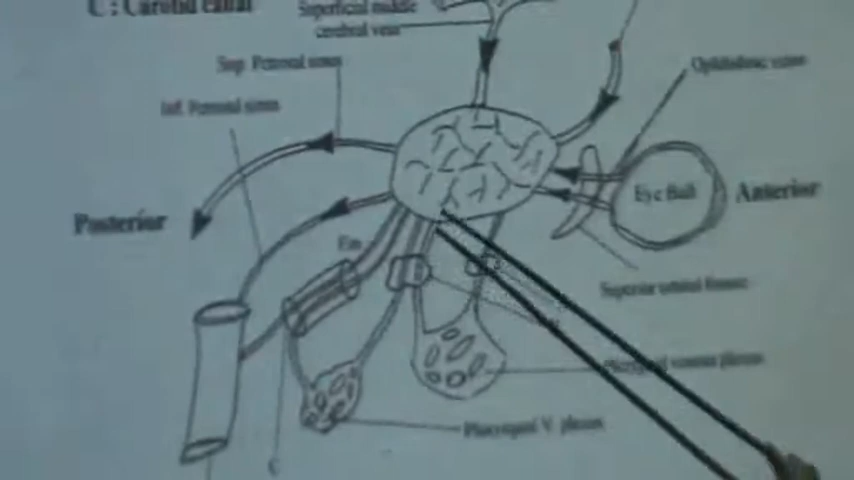 C : Carotid canal
Superficial middle
cerebral vein
Sup. Petrosal sinus
Ophthalmic veins
Inf. Petrosal sinus
Eye Ball
Anterior
Posterior
Em
Superior orbital fissure
Pterygoid venous plexus
Pharyngeal V. plexus
C